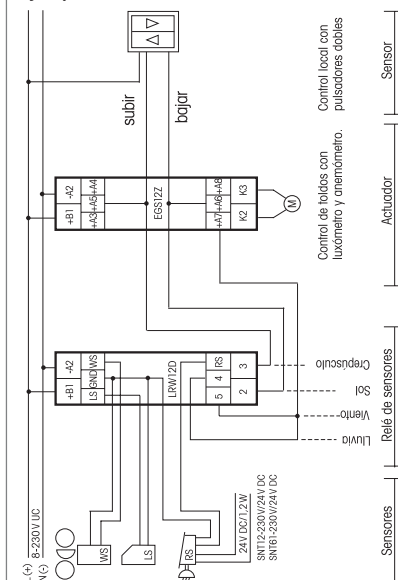 L (+)
N (-)
8-230 V UC
Sensor
Control local con
pulsadores dobles
subir
bajar
Actuador
Control de toldos con
luxómetro y anemómetro.
+B1 -A2
+A3 +A5 +A4
EGS12Z
+A7 +A6 +A8
K2 K3
M
Relé de sensores
Crepúsculo
Sol
Viento
Lluvia
+B1 -A2
LS GND WS
LRW12D
5 4 RS
2 3
Sensores
WS
LS
RS
24V DC/1,2 W
SNT12-230V/24V DC
SNT61-230V/24V DC